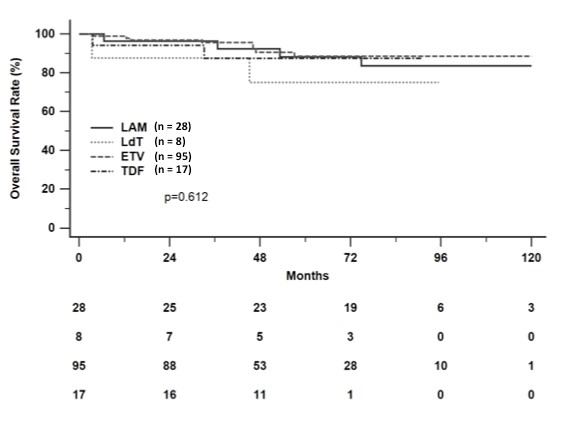 Overall Survival Rate (%)
100
80
60
40
20
0
LAM (n = 28)
LdT (n = 8)
ETV (n = 95)
TDF (n = 17)
p=0.612
0 24 48 72 96 120
Months
28 25 23 19 6 3
8 7 5 3 0 0
95 88 53 28 10 1
17 16 11 1 0 0